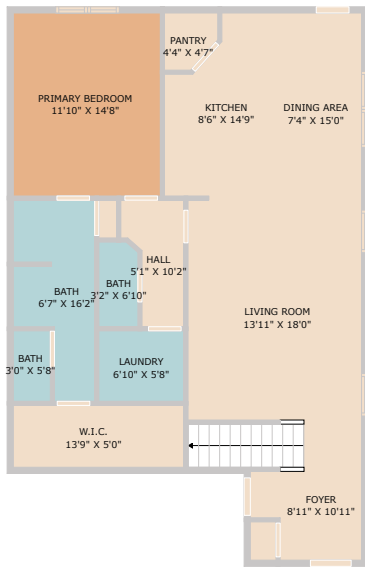 PANTRY
4'4" X 4'7"
PRIMARY BEDROOM
11'10" X 14'8"
KITCHEN
8'6" X 14'9"
DINING AREA
7'4" X 15'0"
HALL
5'1" X 10'2"
BATH
3'2" X 6'10"
BATH
6'7" X 16'2"
LIVING ROOM
13'11" X 18'0"
BATH
3'0" X 5'8"
LAUNDRY
6'10" X 5'8"
W.I.C.
13'9" X 5'0"
FOYER
8'11" X 10'11"